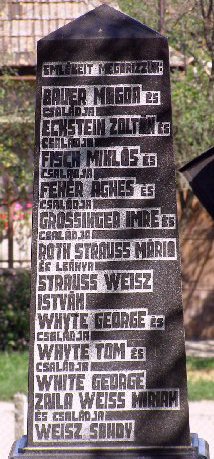 EMLÉKEIT MEGŐRIZZÜK:
BAUER MAGDA ÉS
CSALÁDJA
ECKSTEIN ZOLTÁN ÉS
CSALÁDJA
FISCH MIKLÓS ÉS
CSALÁDJA
FEHÉR ÁGNES ÉS
CSALÁDJA
GROSSINGER IMRE ÉS
CSALÁDJA
ROTH STRAUSS MARIO
ÉS LEÁNYA
STRAUSS WEISZ
ISTVÁN
WHYTE GEORGE ÉS
CSALÁDJA
WHYTE TOM ÉS
CSALÁDJA
WHITE GEORGE
ZAILA WEISS MIRIAM
ÉS CSALÁDJA
WEISZ SANDY